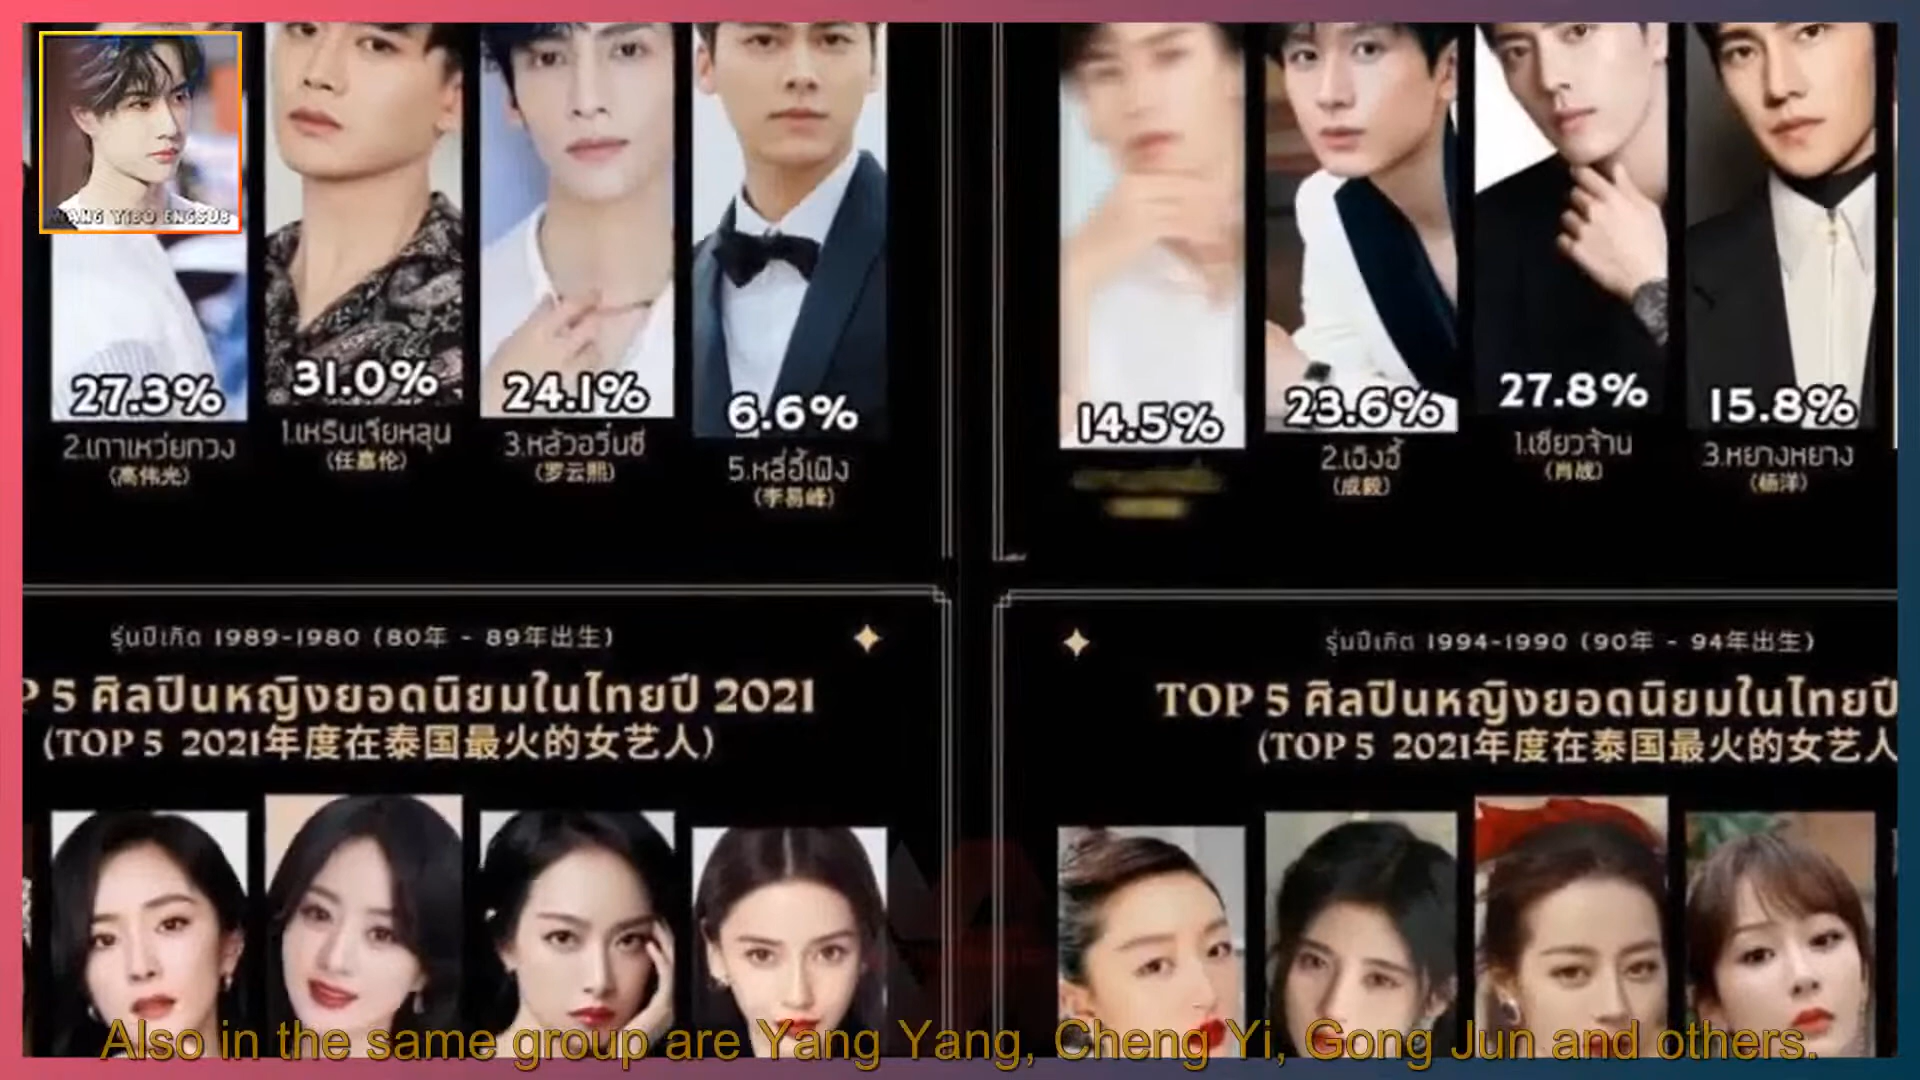 YANG YIBO ENGSUB
27.3%
2.เกาเหว่ยกวง
(高伟光)
31.0%
1.เหรินเจียหลุน
(任嘉伦)
24.1%
3.หลัวอวิ๋นซี
(罗云熙)
6.6%
5.หลี่อี้เฟิง
(李易峰)
14.5%
23.6%
2.เฉิงอี้
(成毅)
27.8%
1.เซียวจ้าน
(肖战)
15.8%
3.หยางหยาง
(杨洋)
รุ่นปีเกิด 1989-1980 (80年 - 89年出生)
P 5 ศิลปินหญิงยอดนิยมในไทยปี 2021
(TOP 5 2021年度在泰国最火的女艺人)
รุ่นปีเกิด 1994-1990 (90年 - 94年出生)
TOP 5 ศิลปินหญิงยอดนิยมในไทยปี
(TOP 5 2021年度在泰国最火的女艺人
Also in the same group are Yang Yang, Cheng Yi, Gong Jun and others.